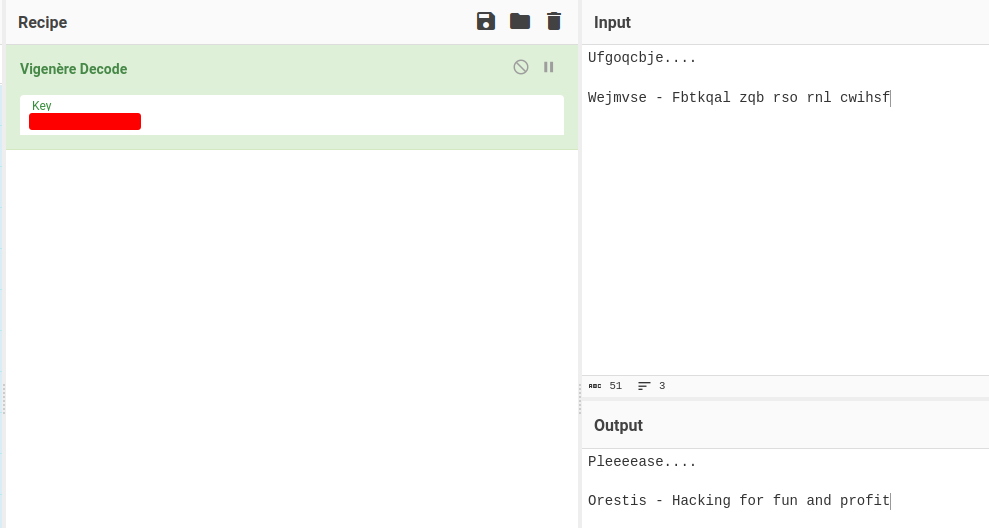 Recipe
Vigenère Decode
Key
Input
Ufgoqcbje....
Wejmvse - Fbtkqal zqb rso rnl cwihsf
ABC 51 3
Output
Pleeeease....
Orestis - Hacking for fun and profit